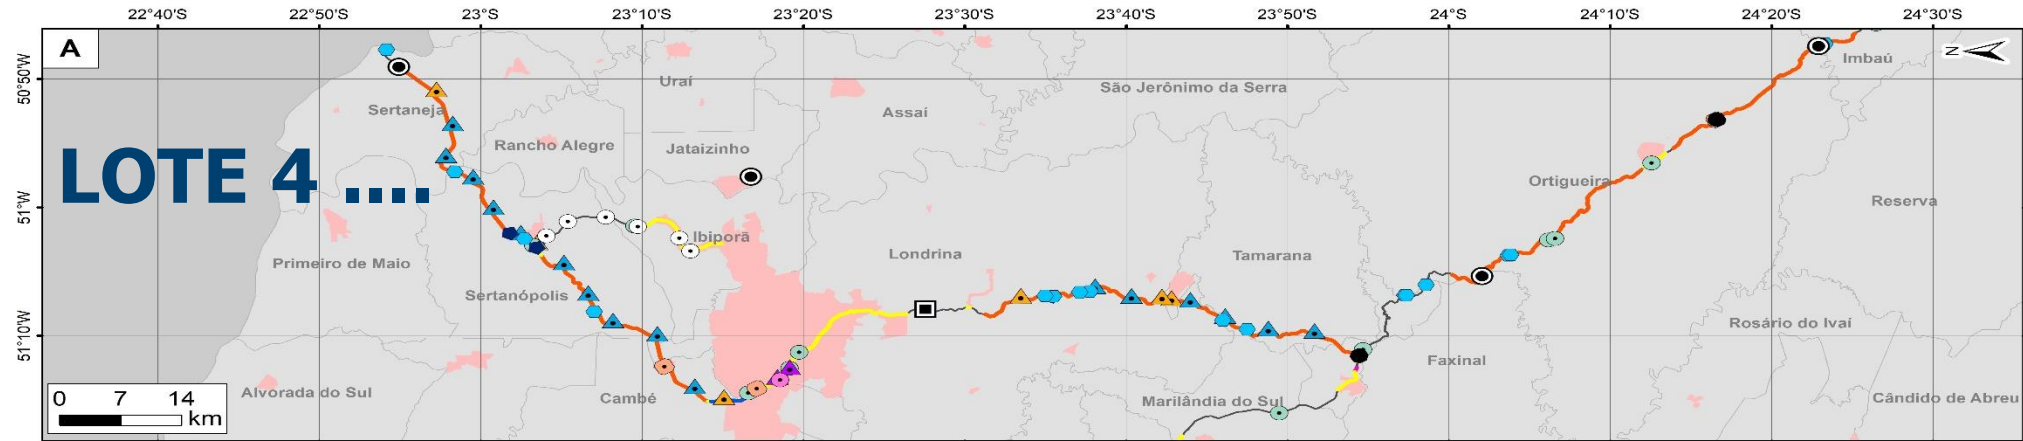 22°40'S 22°50'S 23°S 23°10'S 23°20'S 23°30'S 23°40'S 23°50'S 24°S 24°10'S 24°20'S 24°30'S
A
N
Imbaú
50°50'W
Uraí
São Jerônimo da Serra
Sertaneja
Assaí
Rancho Alegre
Jataizinho
LOTE 4 ....
Ortigueira
51°W
Reserva
Ibiporã
Londrina
Tamarana
Primeiro de Maio
Sertanópolis
Rosário do Ivaí
51°10'W
Faxinal
Alvorada do Sul
Cambé
Marilândia do Sul
Cândido de Abreu
0 7 14
km